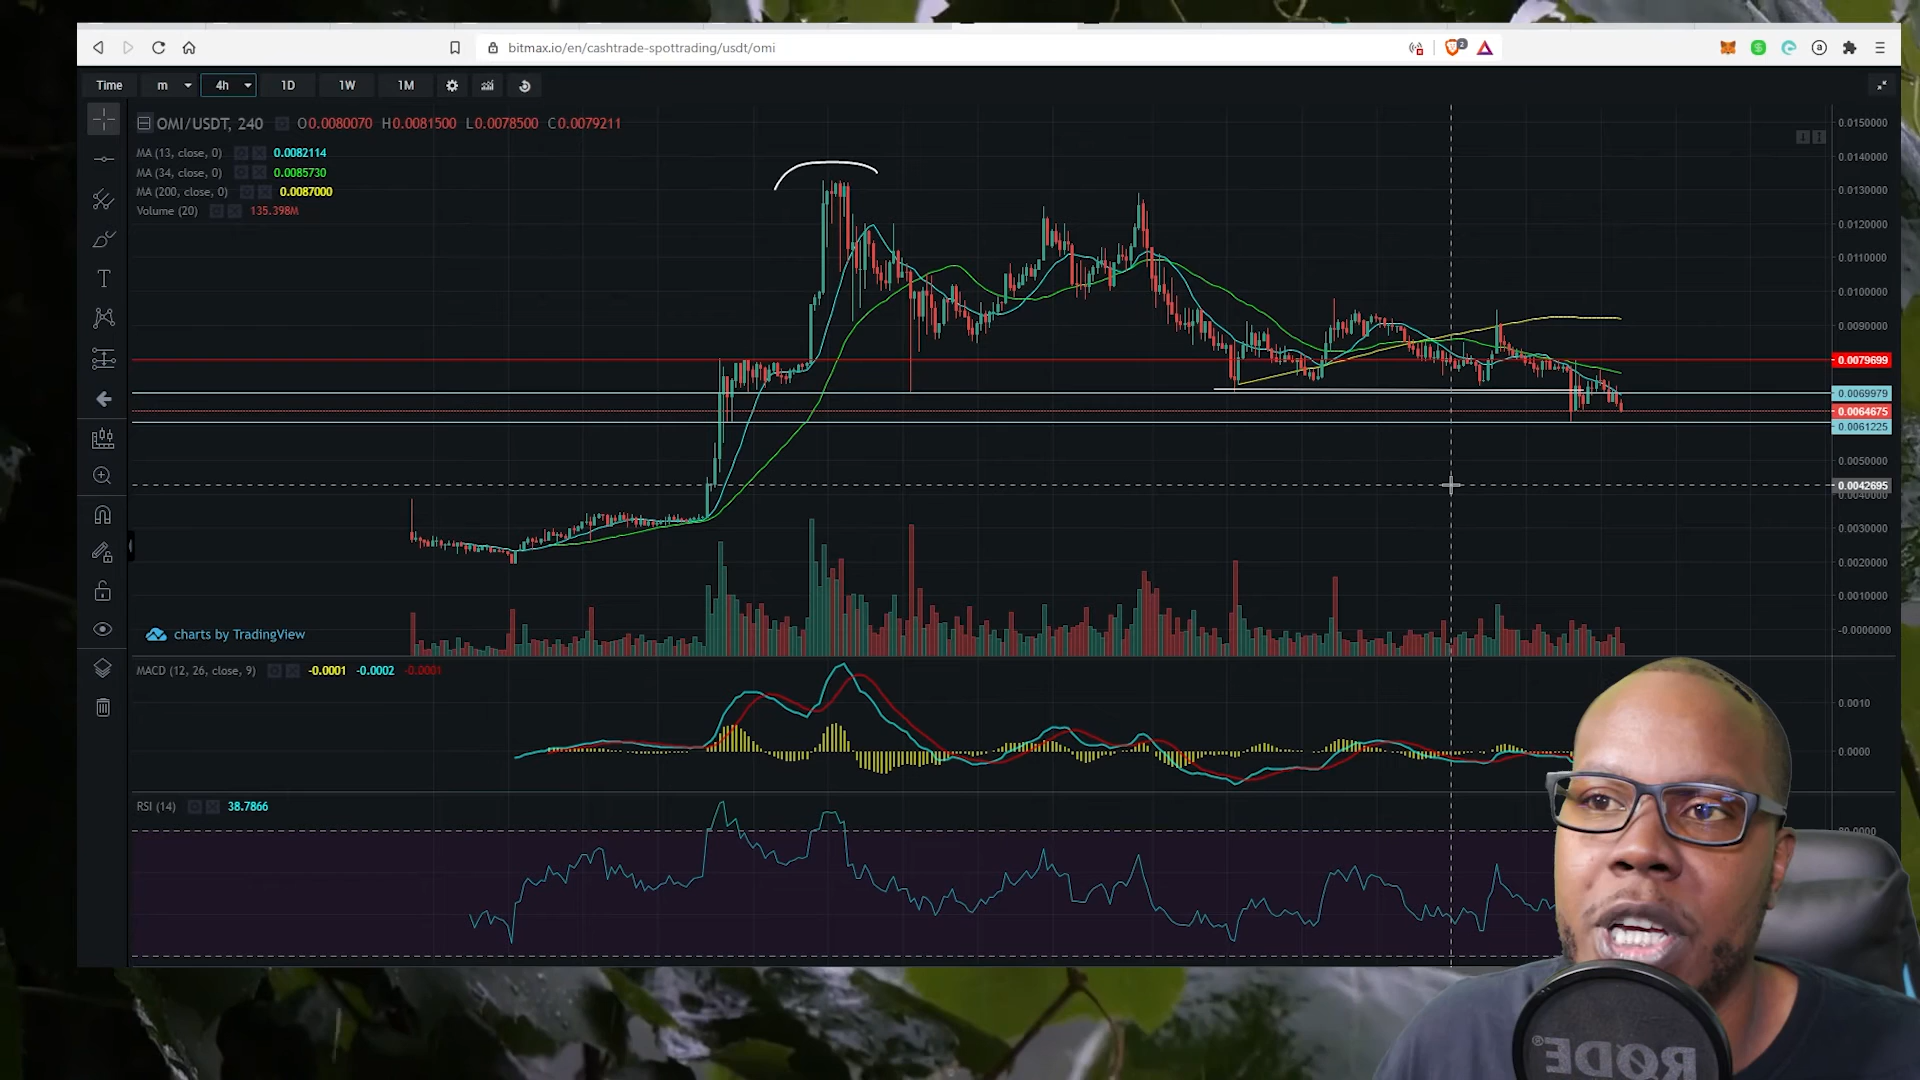 bitmax.io/en/cashtrade-spottrading/usdt/omi
2
Time m 4h 1D 1W 1M
OMI/USDT, 240 O0.0080070 H0.0081500 L0.0078500 C0.0079211
MA (13, close, 0) 0.0082114
MA (34, close, 0) 0.0085730
MA (200, close, 0) 0.0087000
Volume (20) 135.398M
0.0150000
0.0140000
0.0130000
0.0120000
0.0110000
0.0100000
0.0090000
0.0079699
0.0069979
0.0064675
0.0061225
0.0050000
0.0042695
0.0040000
0.0030000
0.0020000
0.0010000
-0.0000000
charts by TradingView
MACD (12, 26, close, 9) -0.0001 -0.0002 -0.0001
0.0010
0.0000
RSI (14) 38.7866
RØDE